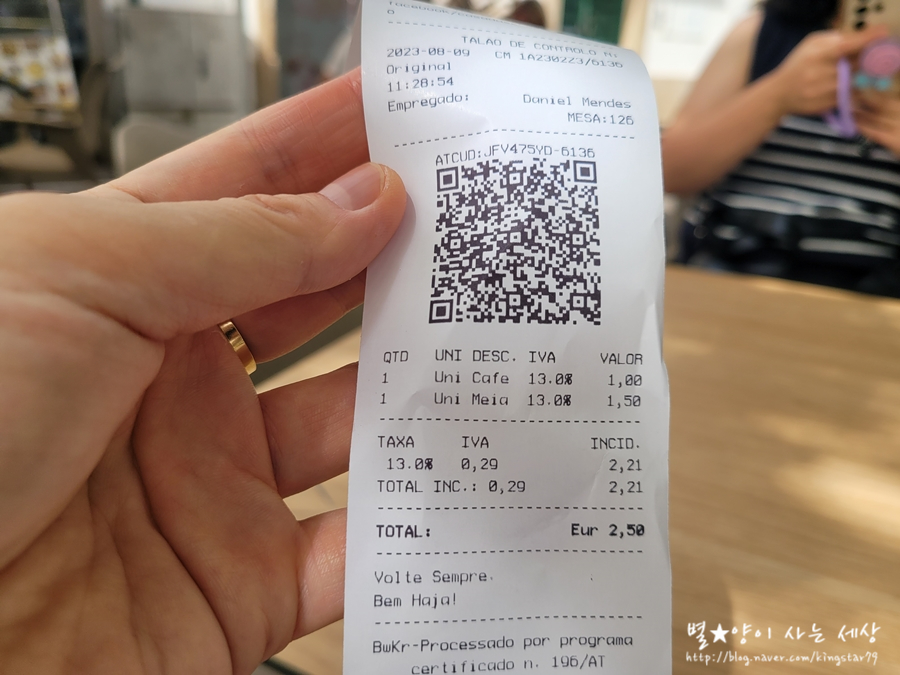 0
TALAO DE CONTROLO N:
2023-08-09 CM 1A230223/6136
Original
11:28:54
Empregado: Daniel Mendes
MESA:126
ATCUD:JFV475YD-6136
QTD UNI DESC. IVA VALOR
1 Uni Cafe 13.0% 1,00
1 Uni Meia 13.0% 1,50
TAXA IVA INCID.
13.0% 0,29 2,21
TOTAL INC.: 0,29 2,21
TOTAL: Eur 2,50
Volte Sempre.
Bem Haja!
BwKr-Processado por programa
certificado n. 196/AT
별★양이 사는 세상
http://blog.naver.com/kingstar79